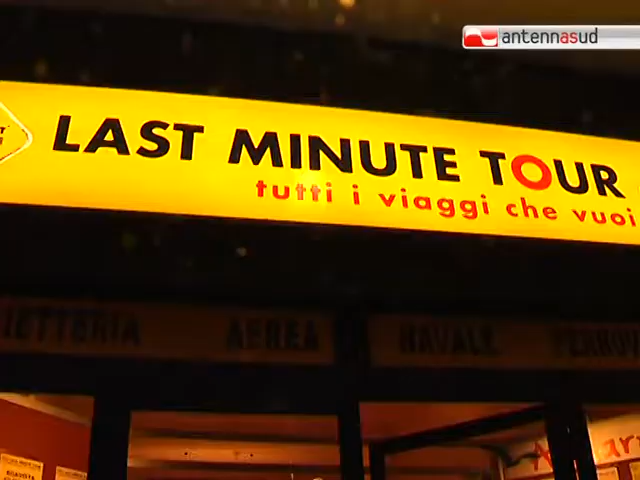 antennasud
LAST MINUTE TOUR
tutti i viaggi che vuoi
AEREA NAVALE